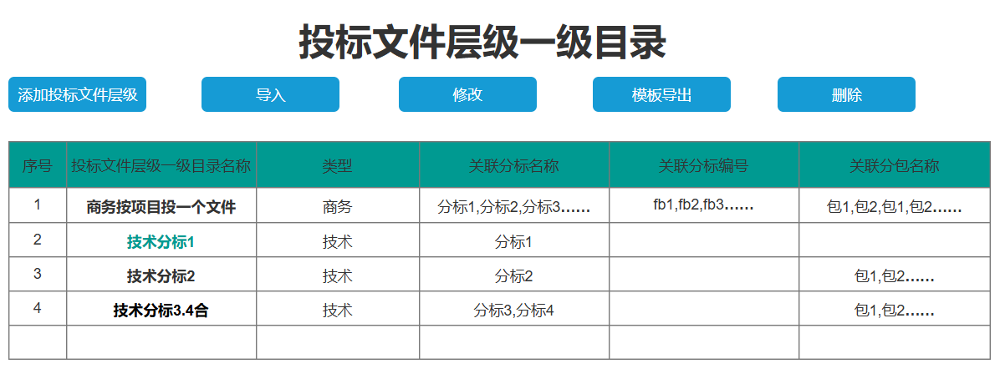 投标文件层级一级目录
添加投标文件层级 导入 修改 模板导出 删除
序号 投标文件层级一级目录名称 类型 关联分标名称 关联分标编号 关联分包名称
1 商务按项目投一个文件 商务 分标1,分标2,分标3…… fb1,fb2,fb3…… 包1,包2,包1,包2……
2 技术分标1 技术 分标1
3 技术分标2 技术 分标2 包1,包2……
4 技术分标3.4合 技术 分标3,分标4 包1,包2……